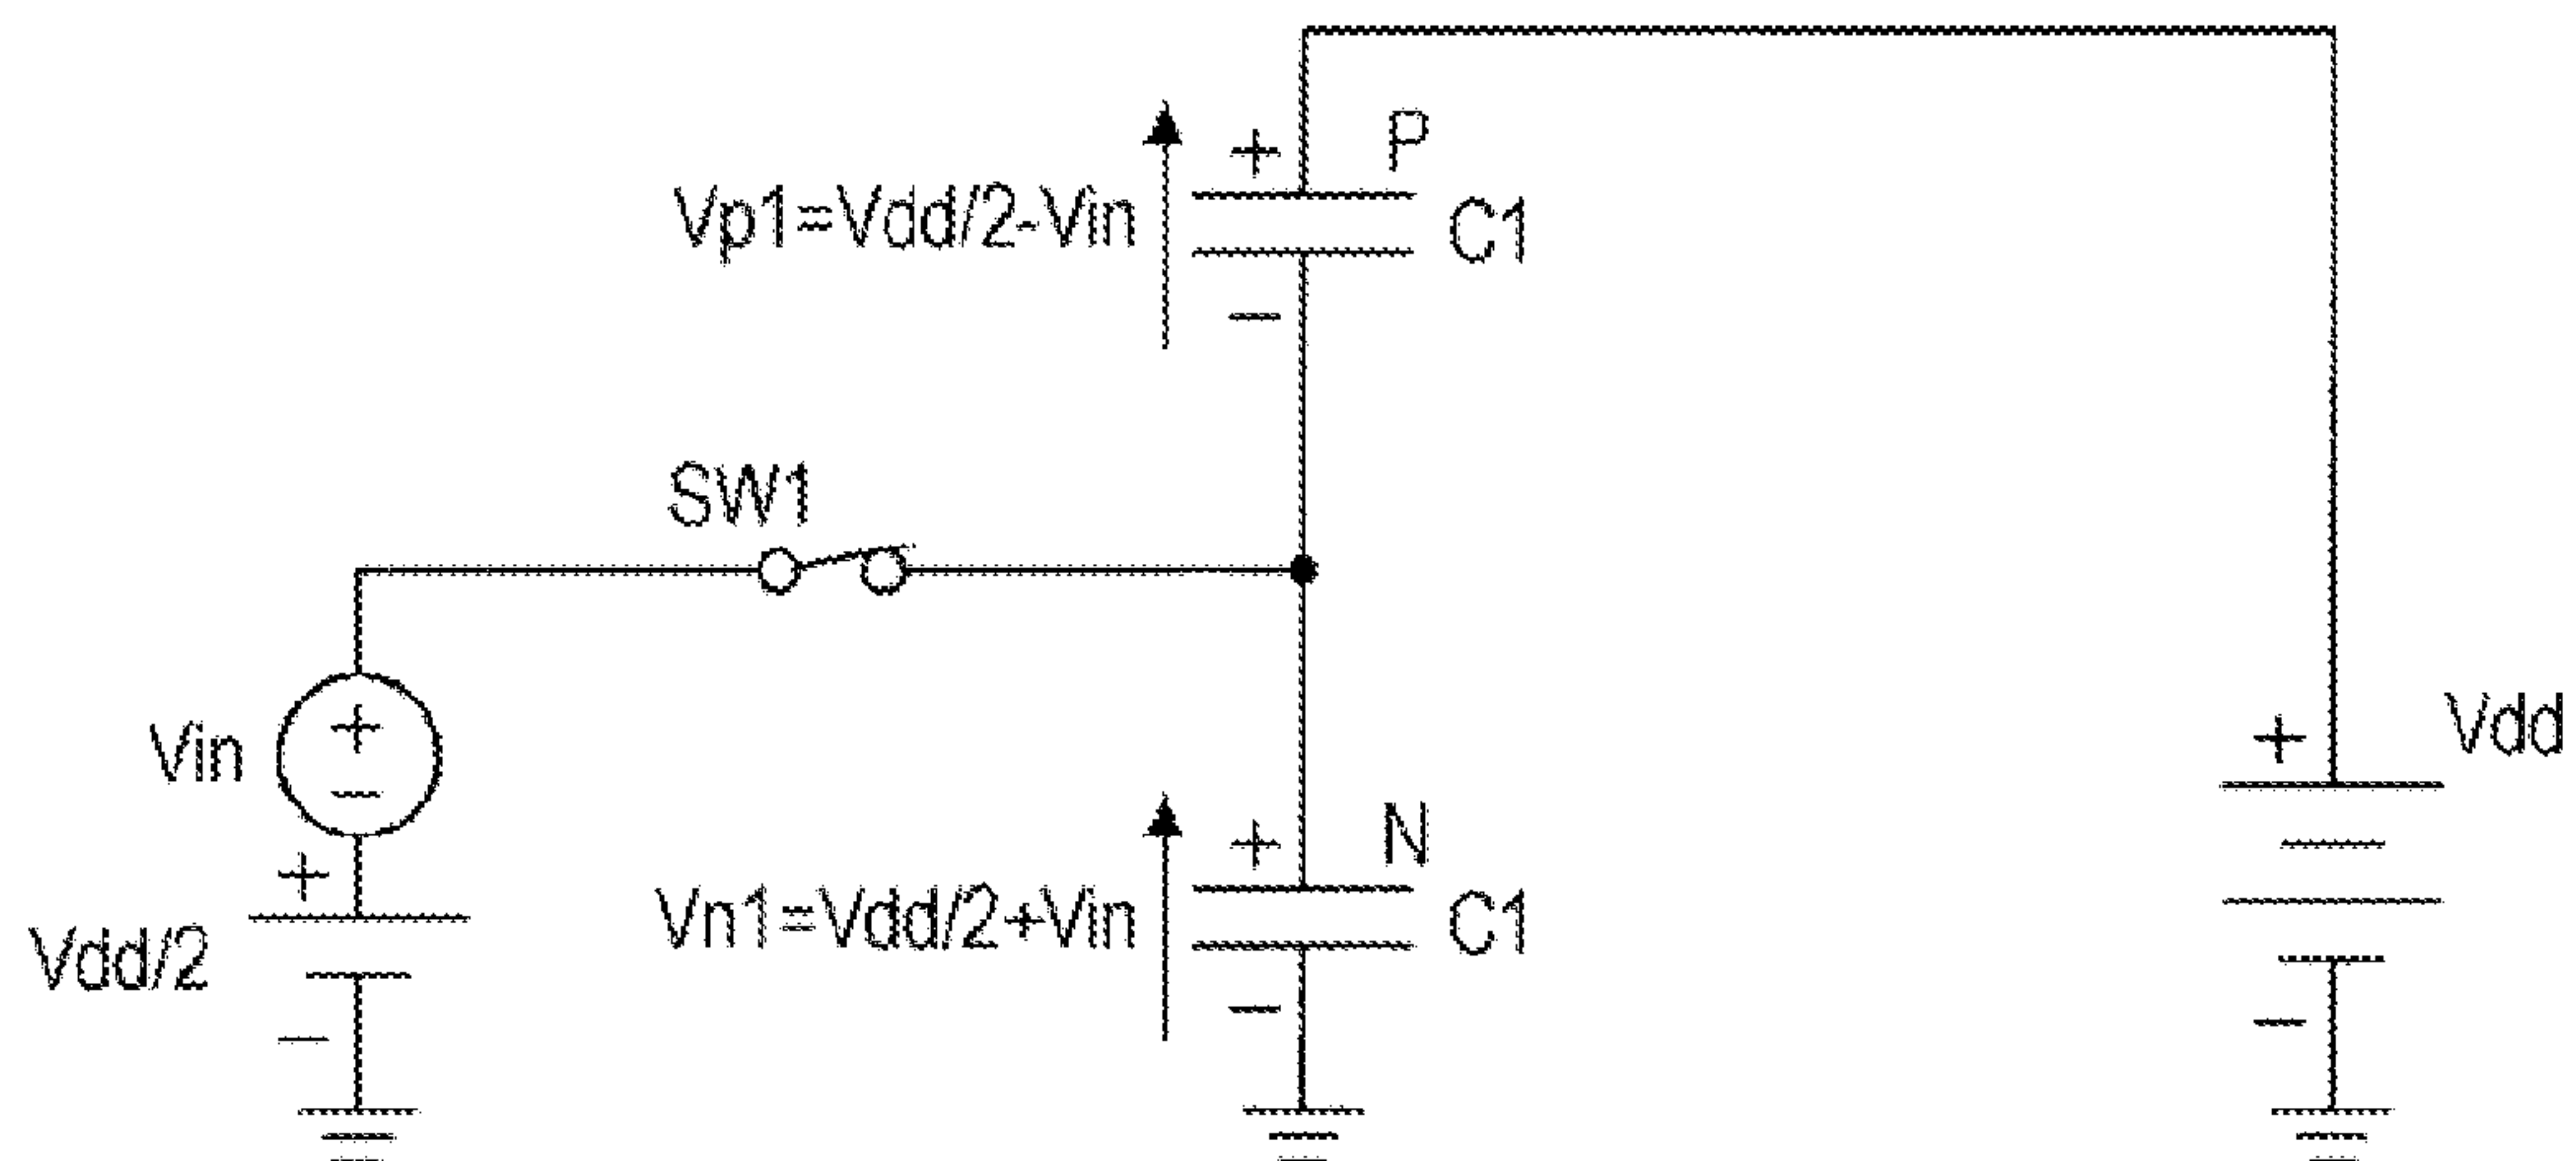 P
+
Vp1=Vdd/2-Vin
C1
−
SW1
Vin
+
−
+
Vdd/2
−
N
+
Vn1=Vdd/2+Vin
C1
−
+
Vdd
−